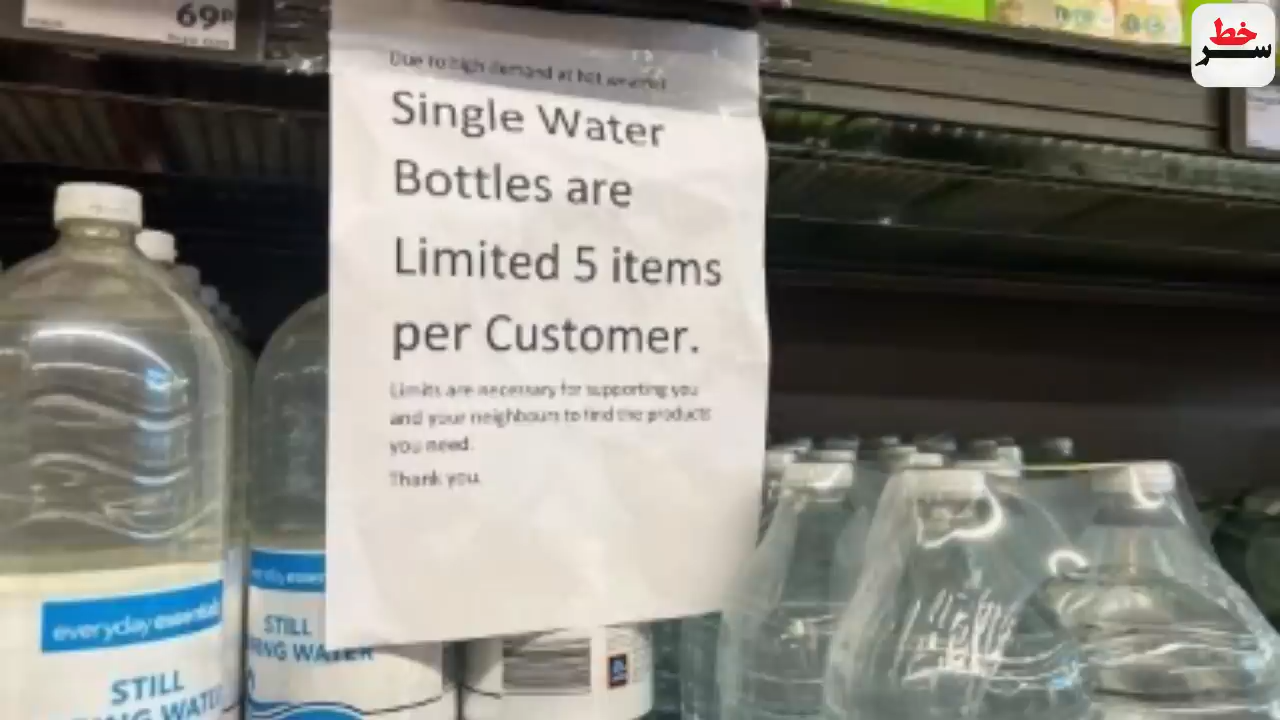 69p
خط
سر
Due to high demand at hot weather
Single Water
Bottles are
Limited 5 items
per Customer.
Limits are necessary for supporting you
and your neighbours to find the products
you need.
Thank you
everyday essentials
STILL
STILL
WATER